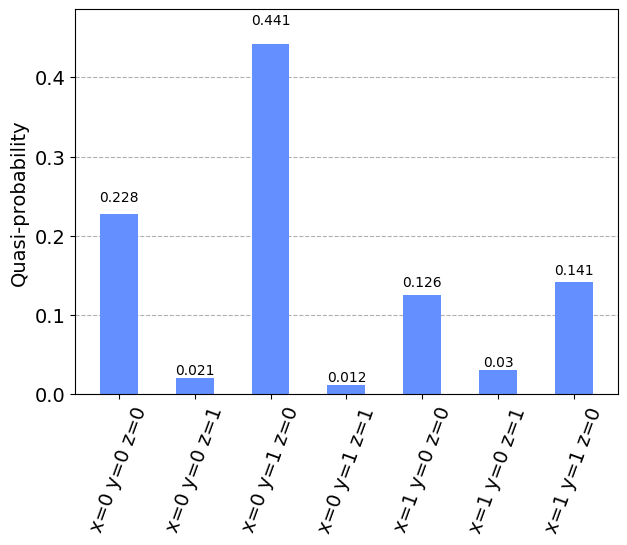 0.441
0.4
0.3
0.228
0.2
0.126
0.141
0.1
0.021
0.012
0.03
0.0
Quasi-probability
x=0 y=0 z=0
x=0 y=0 z=1
x=0 y=1 z=0
x=0 y=1 z=1
x=1 y=0 z=0
x=1 y=0 z=1
x=1 y=1 z=0